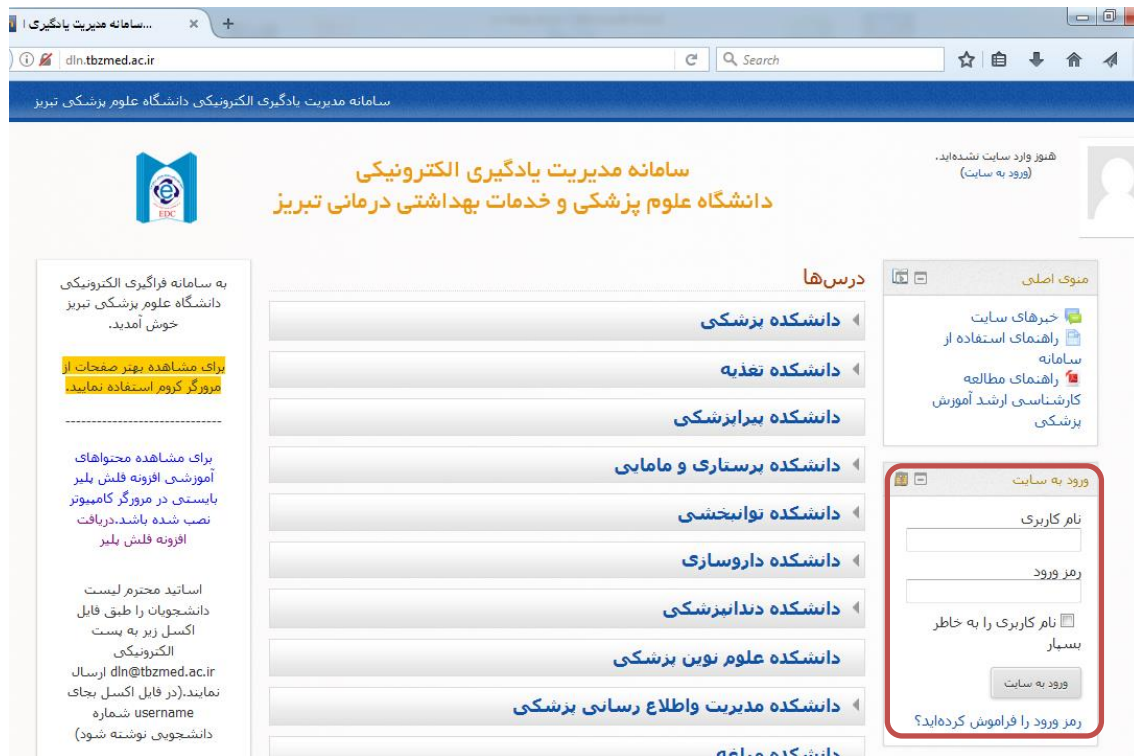 سامانه مدیریت یادگیری ا...
dln.tbzmed.ac.ir
Search
سامانه مدیریت یادگیری الکترونیکی دانشگاه علوم پزشکی تبریز
هنوز وارد سایت نشده‌اید.
(ورود به سایت)
سامانه مدیریت یادگیری الکترونیکی
دانشگاه علوم پزشکی و خدمات بهداشتی درمانی تبریز
e
EDC
منوی اصلی
خبرهای سایت
راهنمای استفاده از
سامانه
راهنمای مطالعه
کارشناسی ارشد آموزش
پزشکی
ورود به سایت
نام کاربری
رمز ورود
نام کاربری را به خاطر
بسپار
ورود به سایت
رمز ورود را فراموش کرده‌اید؟
درس‌ها
دانشکده پزشکی
دانشکده تغذیه
دانشکده پیراپزشکی
دانشکده پرستاری و مامایی
دانشکده توانبخشی
دانشکده داروسازی
دانشکده دندانپزشکی
دانشکده علوم نوین پزشکی
دانشکده مدیریت واطلاع رسانی پزشکی
دانشکده مراغه
به سامانه فراگیری الکترونیکی
دانشگاه علوم پزشکی تبریز
خوش آمدید.
برای مشاهده بهتر صفحات از
مرورگر کروم استفاده نمایید.
------------------------------
برای مشاهده محتواهای
آموزشی افزونه فلش پلیر
بایستی در مرورگر کامپیوتر
نصب شده باشد.دریافت
افزونه فلش پلیر
اساتید محترم لیست
دانشجویان را طبق فایل
اکسل زیر به پست
الکترونیکی
dln@tbzmed.ac.ir ارسال
نمایند.(در فایل اکسل بجای
username شماره
دانشجویی نوشته شود)